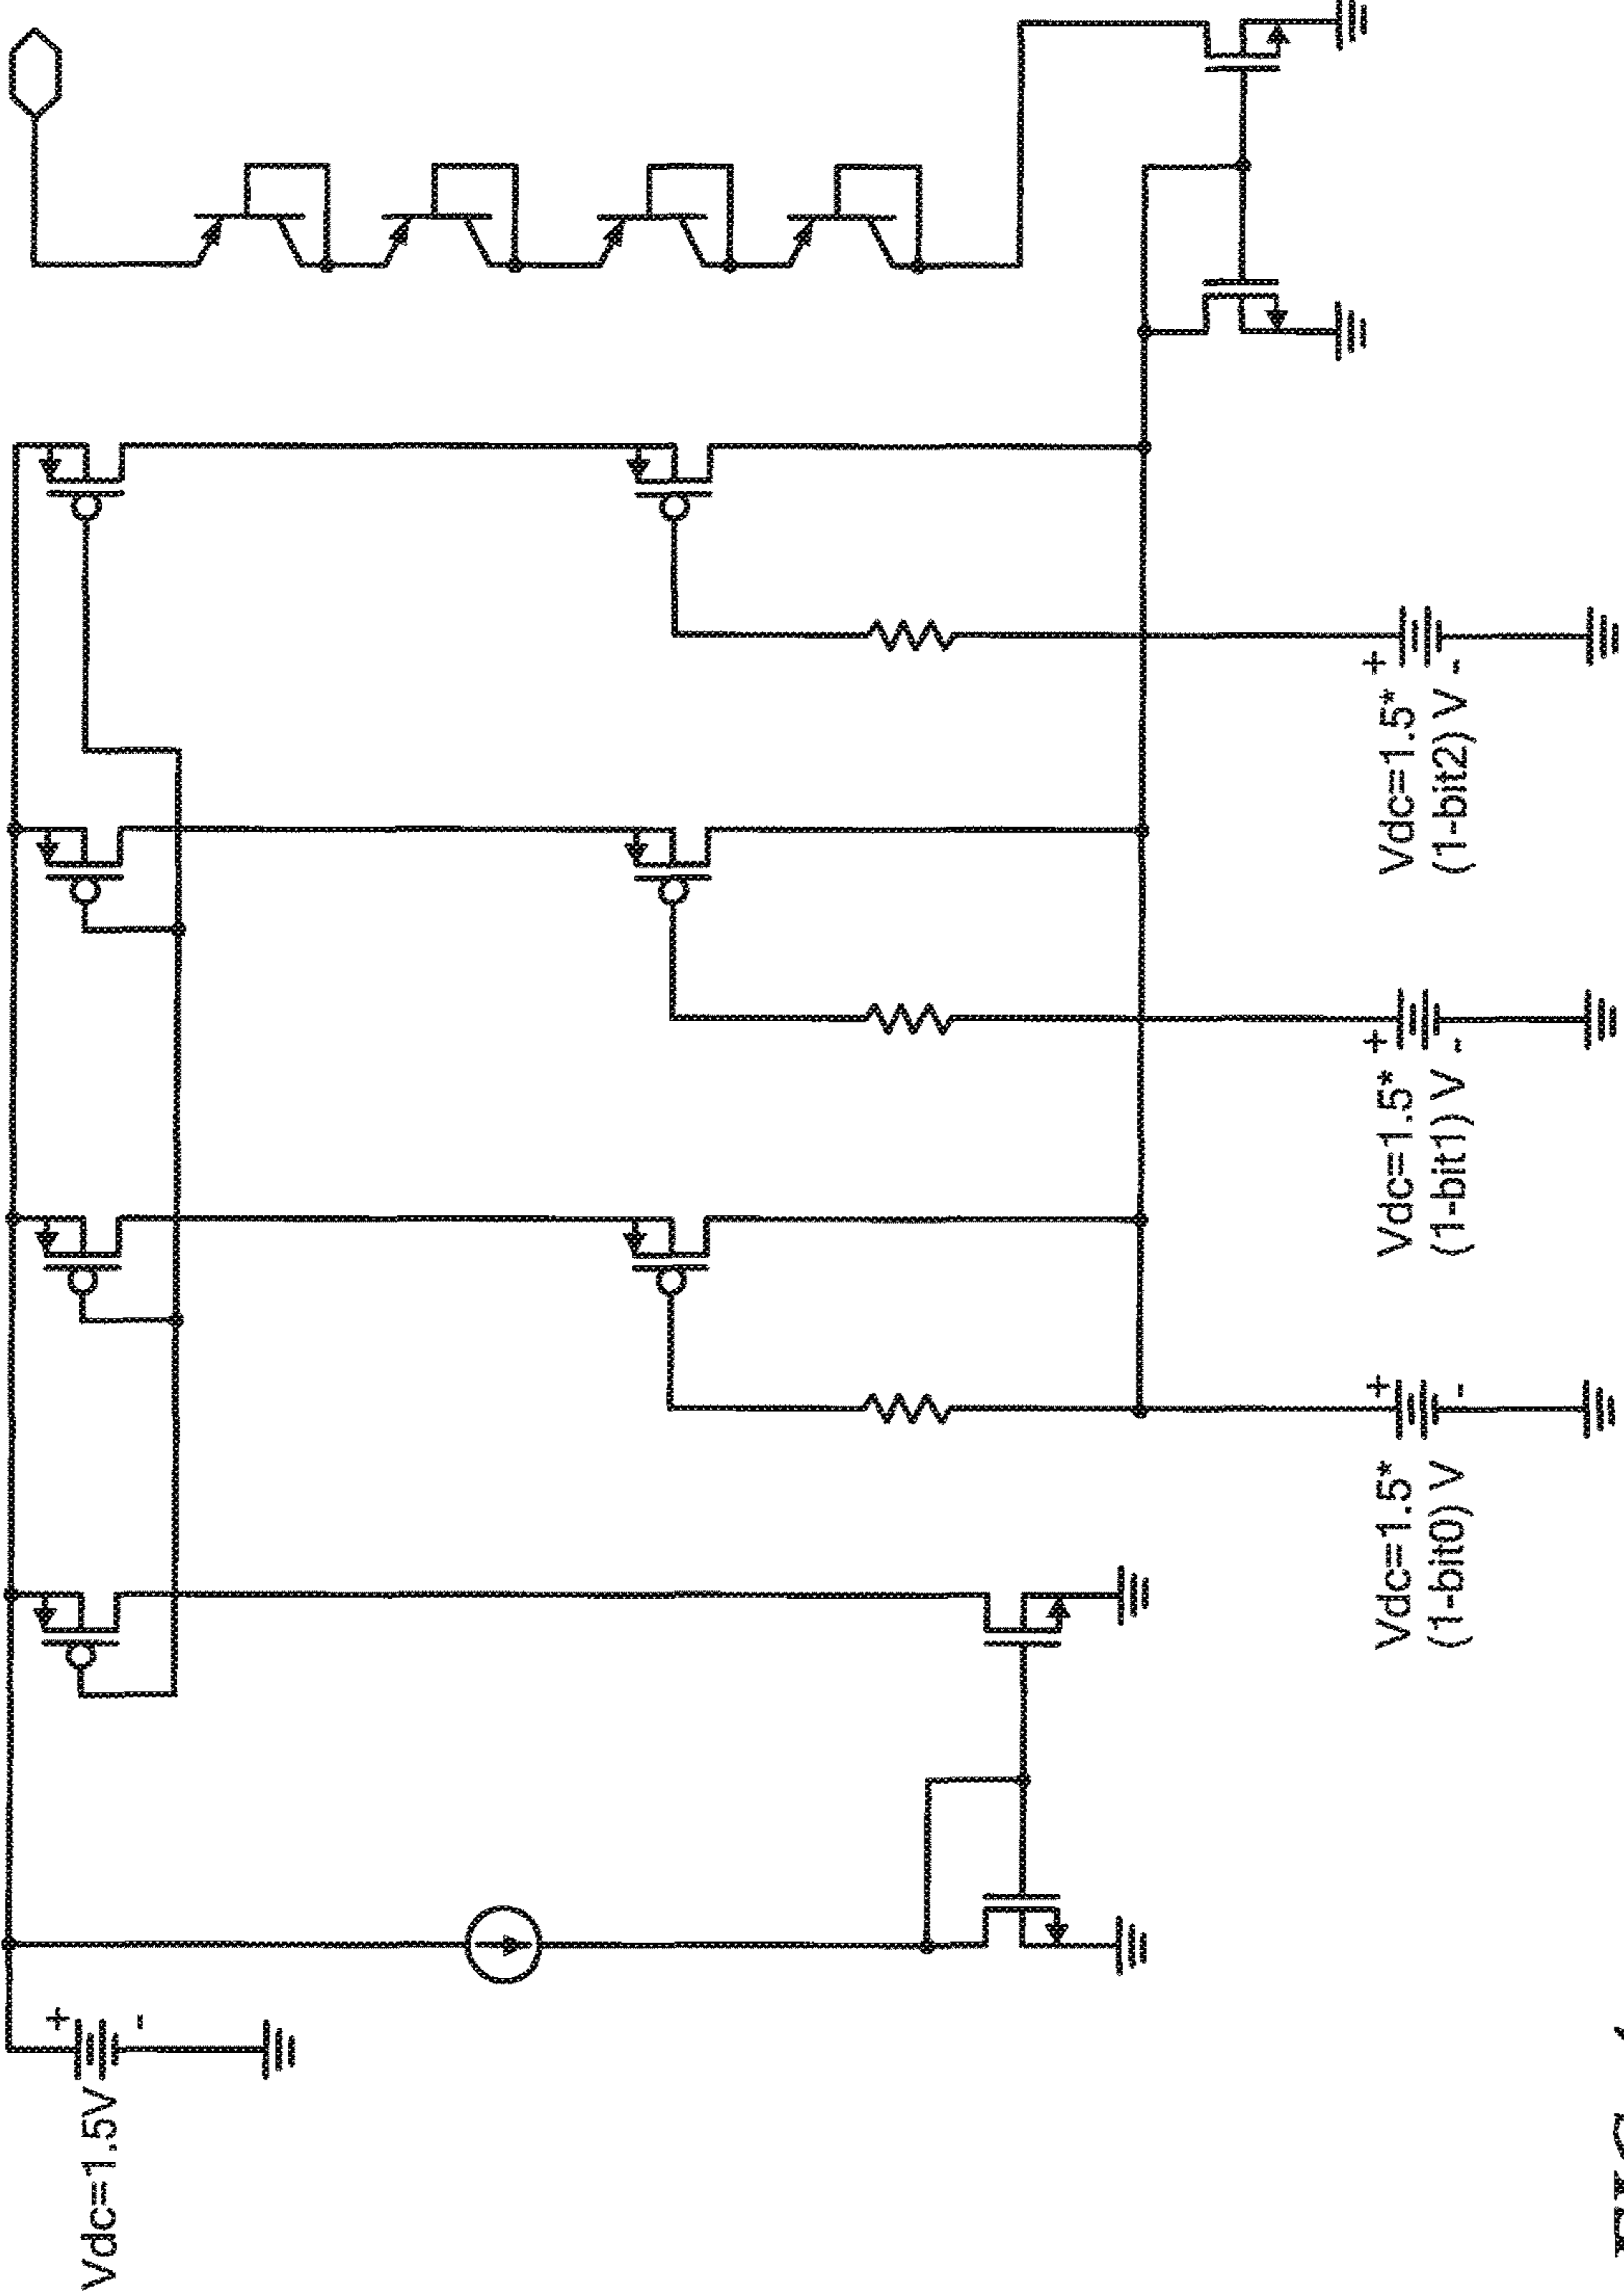 Vdc=1.5V
+
-
Vdc=1.5*
(1-bit0) V
+
-
Vdc=1.5*
(1-bit1) V
+
-
Vdc=1.5*
(1-bit2) V
+
-